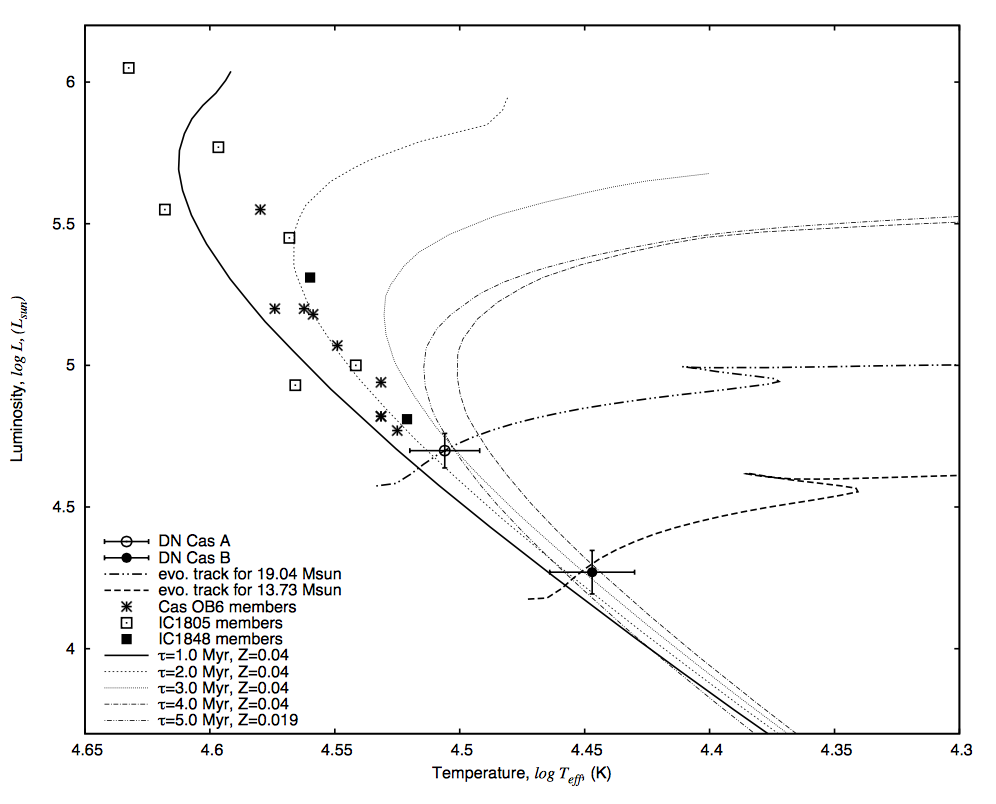 6
5.5
5
4.5
4
Luminosity, log L, (Lsun)
DN Cas A
DN Cas B
evo. track for 19.04 Msun
evo. track for 13.73 Msun
Cas OB6 members
IC1805 members
IC1848 members
τ=1.0 Myr, Z=0.04
τ=2.0 Myr, Z=0.04
τ=3.0 Myr, Z=0.04
τ=4.0 Myr, Z=0.04
τ=5.0 Myr, Z=0.019
4.65 4.6 4.55 4.5 4.45 4.4 4.35 4.3
Temperature, log Teff, (K)